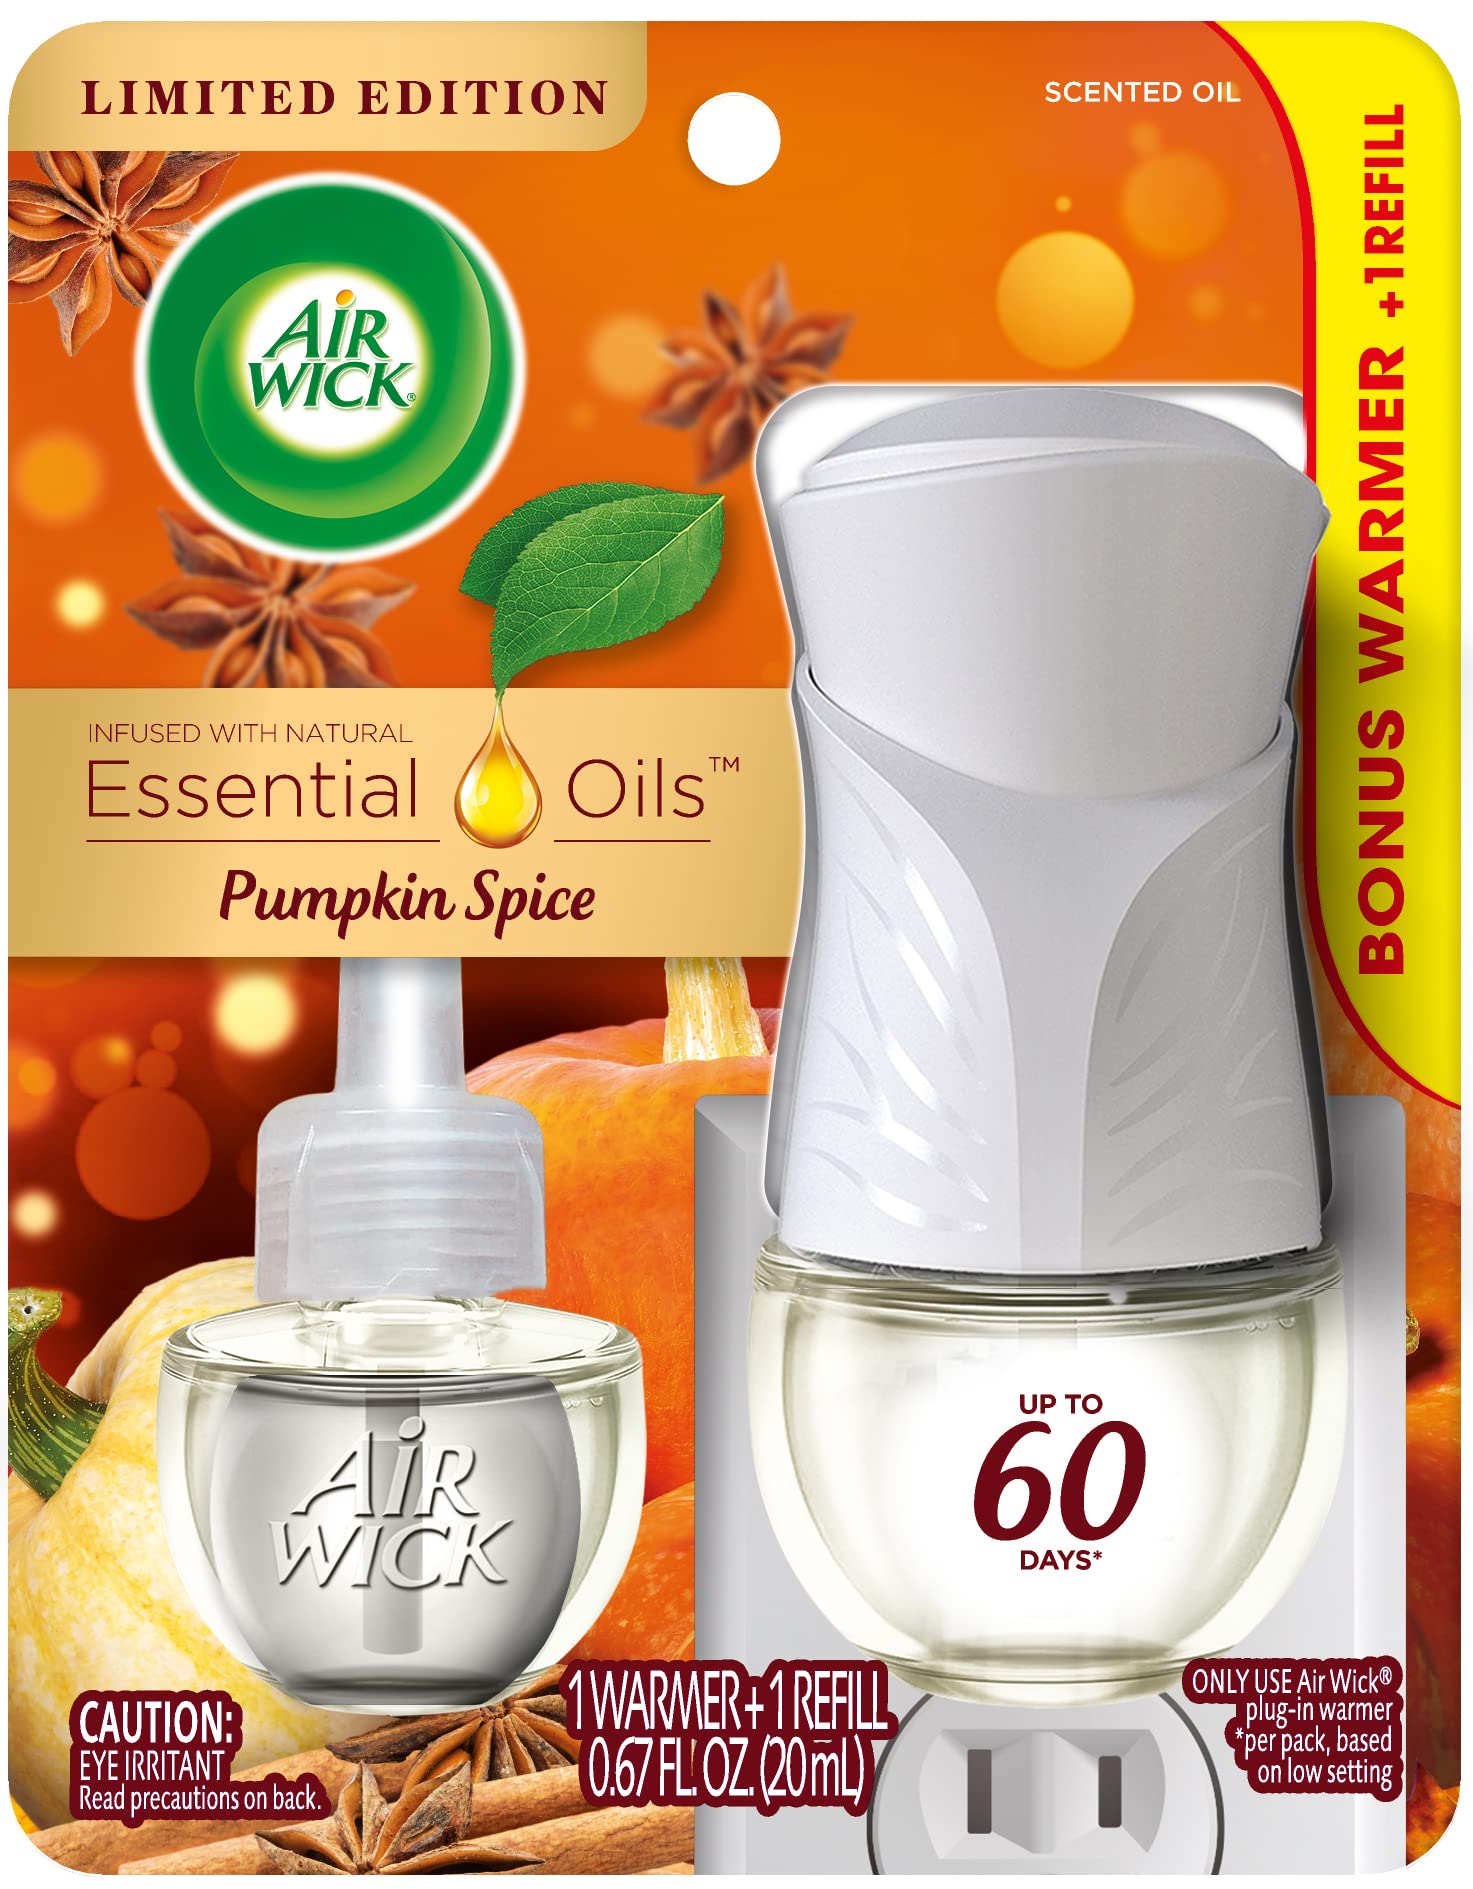 LIMITED EDITION
SCENTED OIL
AIR
WICK®
BONUS WARMER +1 REFILL
INFUSED WITH NATURAL
Essential Oils™
Pumpkin Spice
AIR
WICK
UP TO
60
DAYS*
CAUTION:
EYE IRRITANT
Read precautions on back.
1 WARMER + 1 REFILL
0.67 FL. OZ. (20 mL)
ONLY USE Air Wick®
plug-in warmer
*per pack, based
on low setting